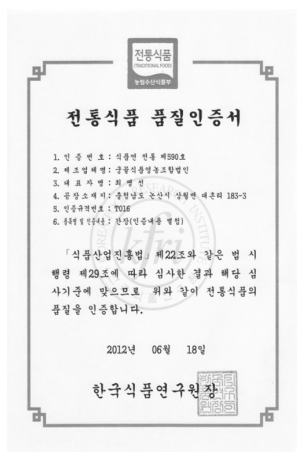 전통식품
(TRADITIONAL FOOD)
농림수산식품부
전통식품 품질인증서
1. 인 증 번 호 : 식품연 전통 제590호
2. 제 조 업 체 명 : 궁골식품영농조합법인
3. 대 표 자 명 : 최 명 선
4. 공 장 소 재 지 : 충청남도 논산시 상월면 대촌리 183-3
5. 인증규격번호 : T016
6. 품목명 및 인증내용 : 간장(인증내용 별첨)
「식품산업진흥법」제22조와 같은 법 시
행령 제29조에 따라 심사한 결과 해당 심
사기준에 맞으므로 위와 같이 전통식품의
품질을 인증합니다.
kfri
2012년 06월 18일
한국식품연구원장